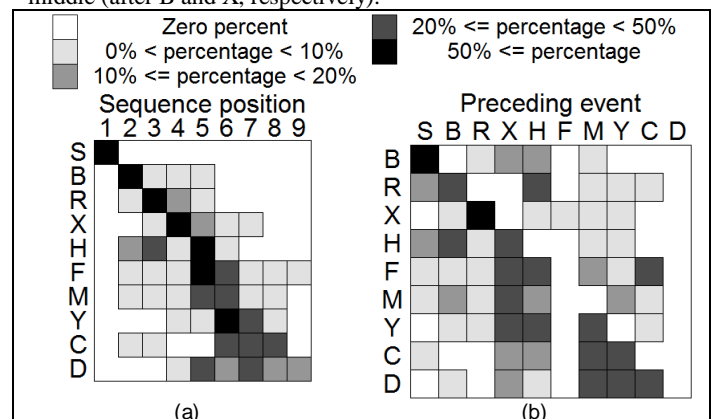 middle (after B and X, respectively).
Zero percent
0% < percentage < 10%
10% <= percentage < 20%
20% <= percentage < 50%
50% <= percentage
Sequence position
1 2 3 4 5 6 7 8 9
S
B
R
X
H
F
M
Y
C
D
(a)
Preceding event
S B R X H F M Y C D
B
R
X
H
F
M
Y
C
D
(b)